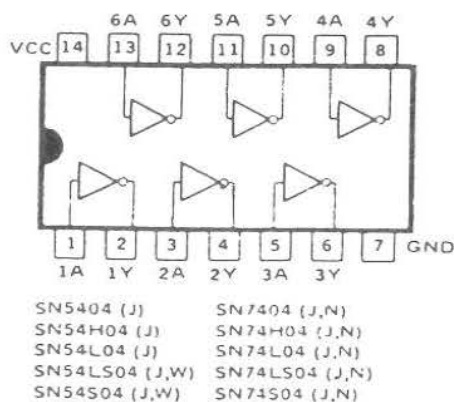 6A 6Y 5A 5Y 4A 4Y
VCC 14 13 12 11 10 9 8
1 2 3 4 5 6 7 GND
1A 1Y 2A 2Y 3A 3Y
SN5404 (J) SN7404 (J,N)
SN54H04 (J) SN74H04 (J,N)
SN54L04 (J) SN74L04 (J,N)
SN54LS04 (J,W) SN74LS04 (J,N)
SN54S04 (J,W) SN74S04 (J,N)